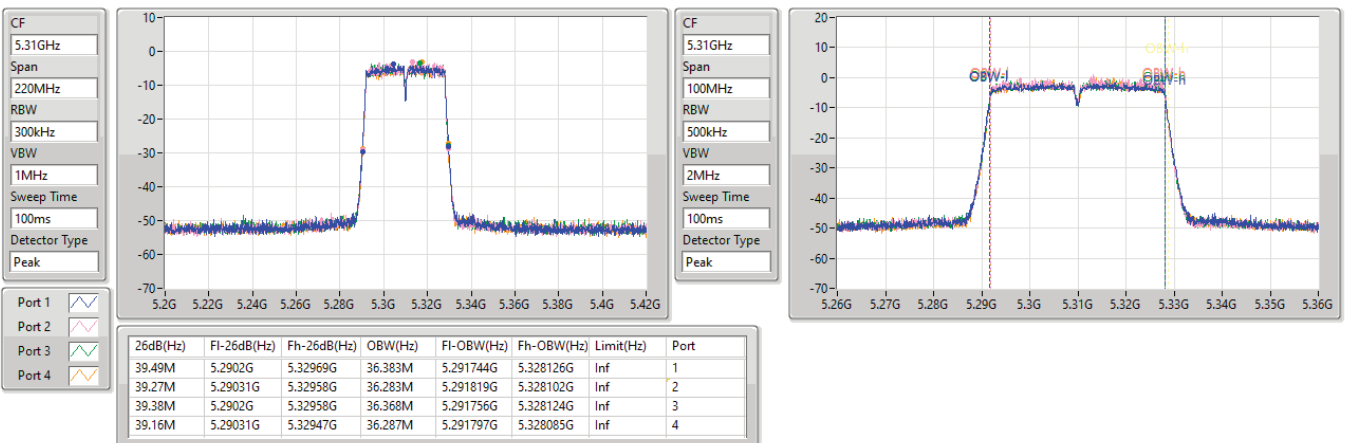 CF
5.31GHz
Span
220MHz
RBW
300kHz
VBW
1MHz
Sweep Time
100ms
Detector Type
Peak
10-
0-
-10-
-20-
-30-
-40-
-50-
-60-
-70-
5.2G 5.22G 5.24G 5.26G 5.28G 5.3G 5.32G 5.34G 5.36G 5.38G 5.4G 5.42G
CF
5.31GHz
Span
100MHz
RBW
500kHz
VBW
2MHz
Sweep Time
100ms
Detector Type
Peak
20-
10-
0-
-10-
-20-
-30-
-40-
-50-
-60-
-70-
OBW-l
OBW-h
5.26G 5.27G 5.28G 5.29G 5.3G 5.31G 5.32G 5.33G 5.34G 5.35G 5.36G
Port 1
Port 2
Port 3
Port 4
26dB(Hz) Fl-26dB(Hz) Fh-26dB(Hz) OBW(Hz) Fl-OBW(Hz) Fh-OBW(Hz) Limit(Hz) Port
39.49M 5.2902G 5.32969G 36.383M 5.291744G 5.328126G Inf 1
39.27M 5.29031G 5.32958G 36.283M 5.291819G 5.328102G Inf 2
39.38M 5.2902G 5.32958G 36.368M 5.291756G 5.328124G Inf 3
39.16M 5.29031G 5.32947G 36.287M 5.291797G 5.328085G Inf 4